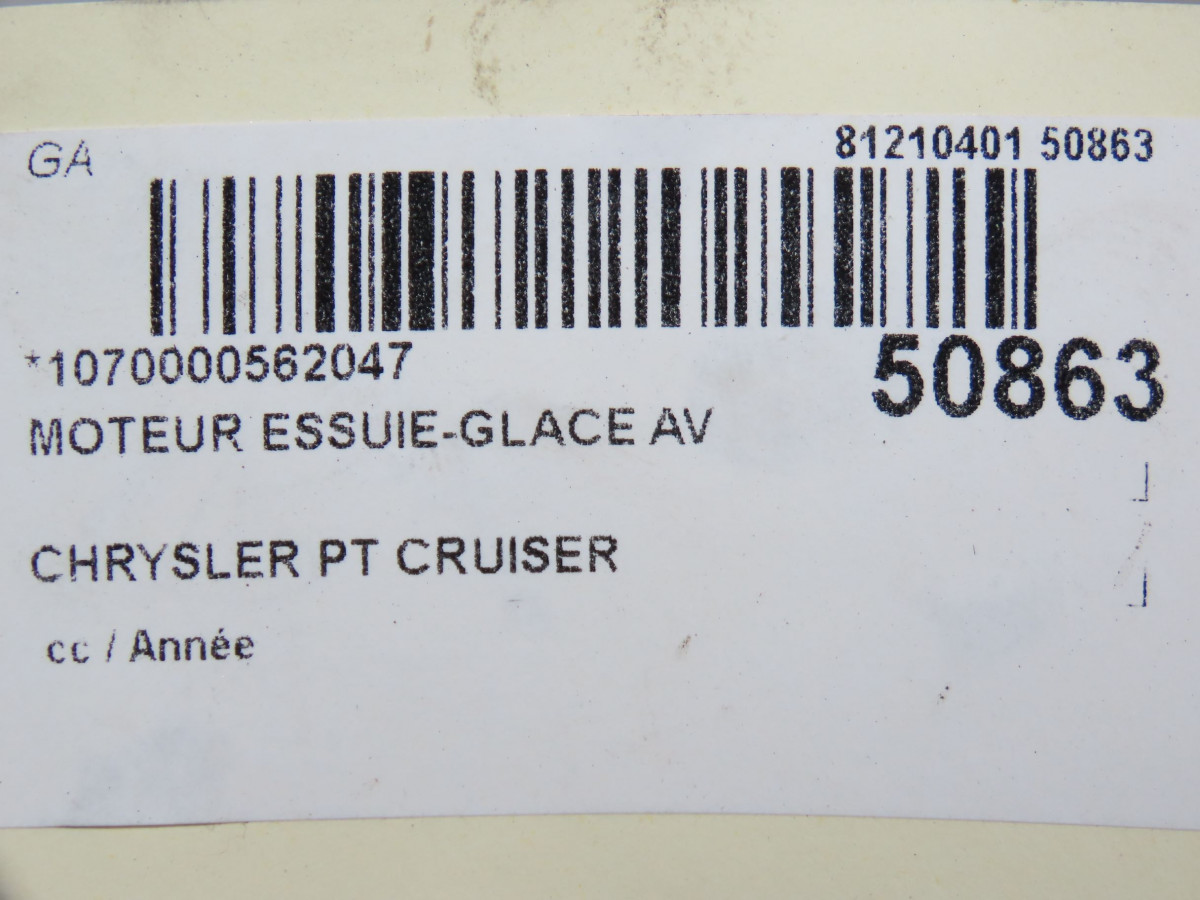 GA
81210401 50863
*1070000562047
50863
MOTEUR ESSUIE-GLACE AV
CHRYSLER PT CRUISER
cc / Année